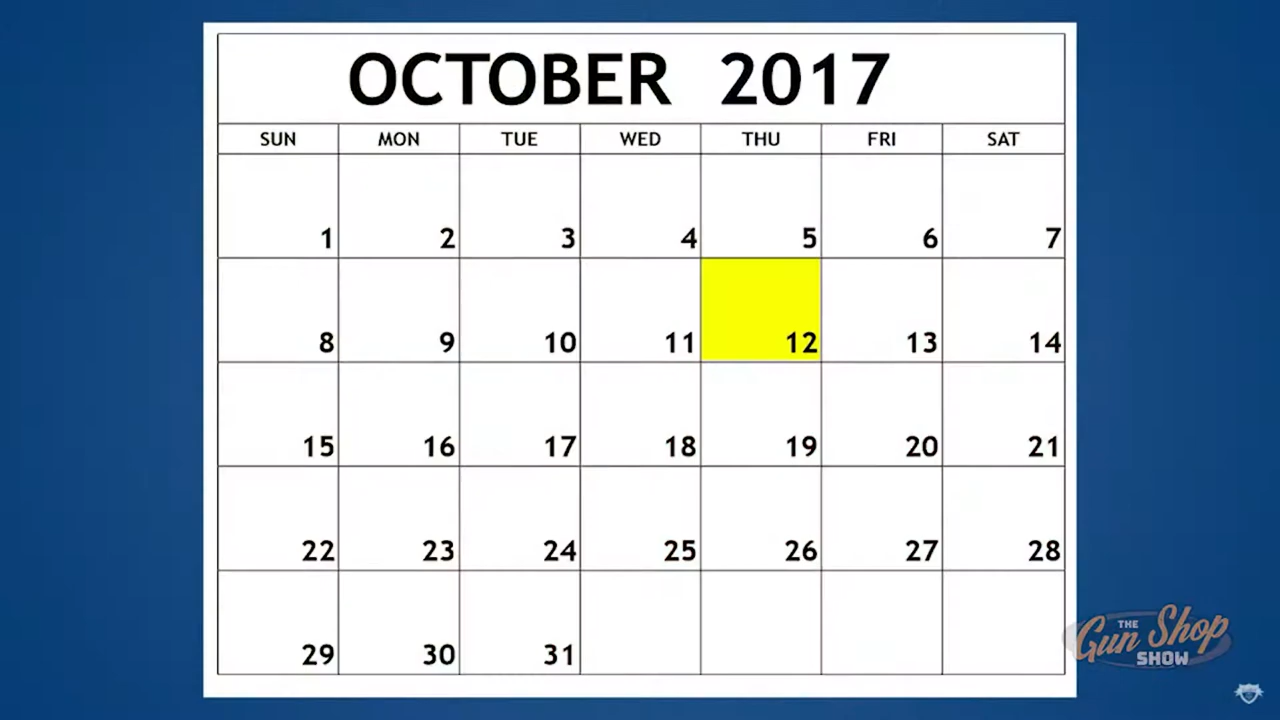 OCTOBER 2017
SUN MON TUE WED THU FRI SAT
1 2 3 4 5 6 7
8 9 10 11 12 13 14
15 16 17 18 19 20 21
22 23 24 25 26 27 28
29 30 31
THE
Gun Shop
SHOW